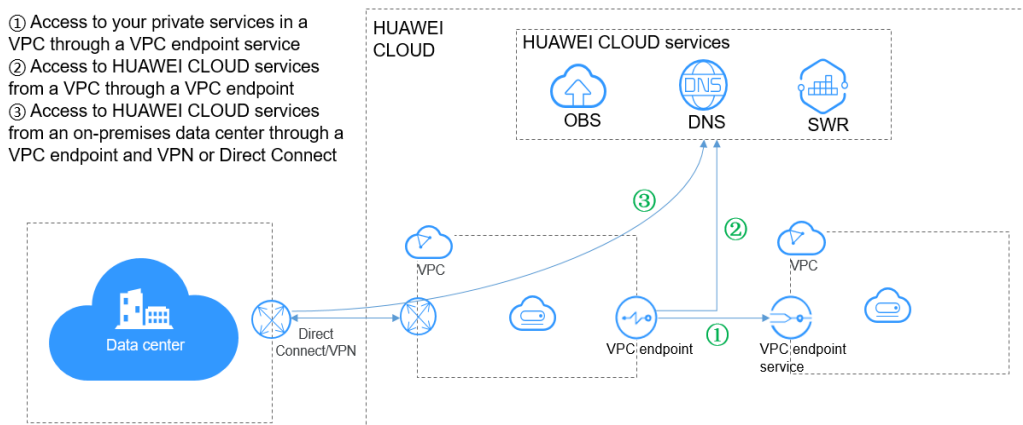 ① Access to your private services in a
VPC through a VPC endpoint service
② Access to HUAWEI CLOUD services
from a VPC through a VPC endpoint
③ Access to HUAWEI CLOUD services
from an on-premises data center through a
VPC endpoint and VPN or Direct Connect
HUAWEI
CLOUD
HUAWEI CLOUD services
OBS
DNS
DNS
SWR
③
②
VPC
VPC
Data center
Direct
Connect/VPN
①
VPC endpoint
VPC endpoint
service